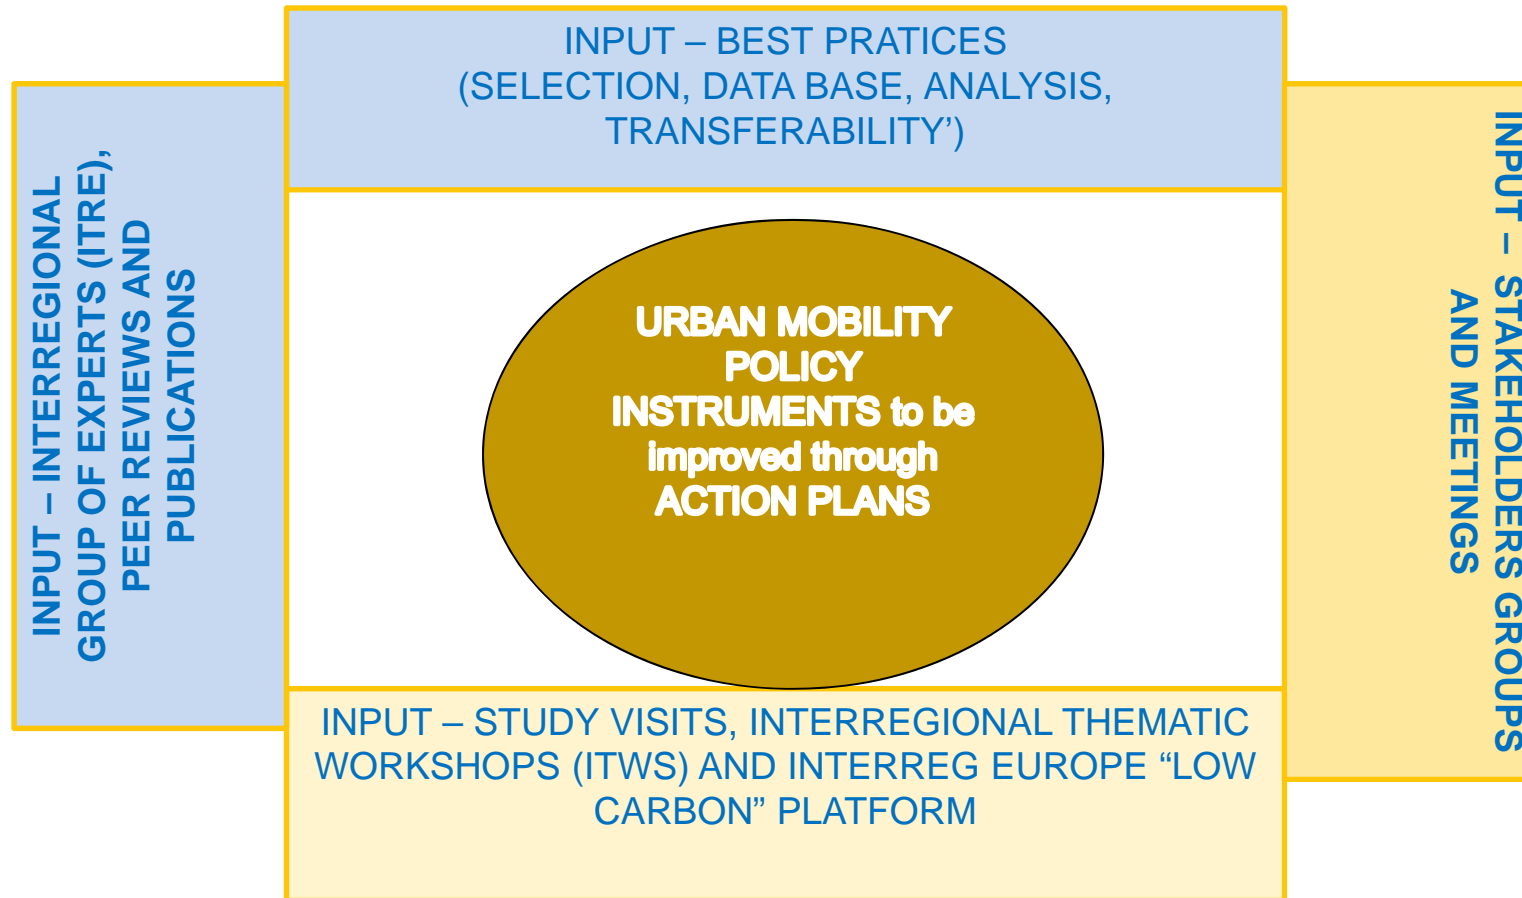 INPUT – BEST PRATICES
(SELECTION, DATA BASE, ANALYSIS,
TRANSFERABILITY’)
INPUT – INTERREGIONAL
GROUP OF EXPERTS (ITRE),
PEER REVIEWS AND
PUBLICATIONS
URBAN MOBILITY
POLICY
INSTRUMENTS to be
improved through
ACTION PLANS
INPUT – STAKEHOLDERS GROUPS
AND MEETINGS
INPUT – STUDY VISITS, INTERREGIONAL THEMATIC
WORKSHOPS (ITWS) AND INTERREG EUROPE “LOW
CARBON” PLATFORM